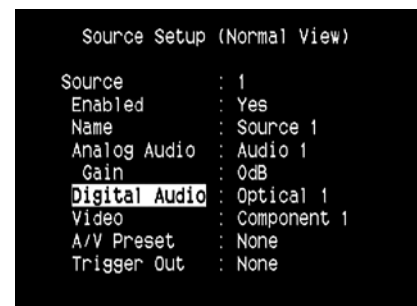 Source Setup (Normal View)
Source : 1
Enabled : Yes
Name : Source 1
Analog Audio : Audio 1
Gain : 0dB
Digital Audio : Optical 1
Video : Component 1
A/V Preset : None
Trigger Out : None